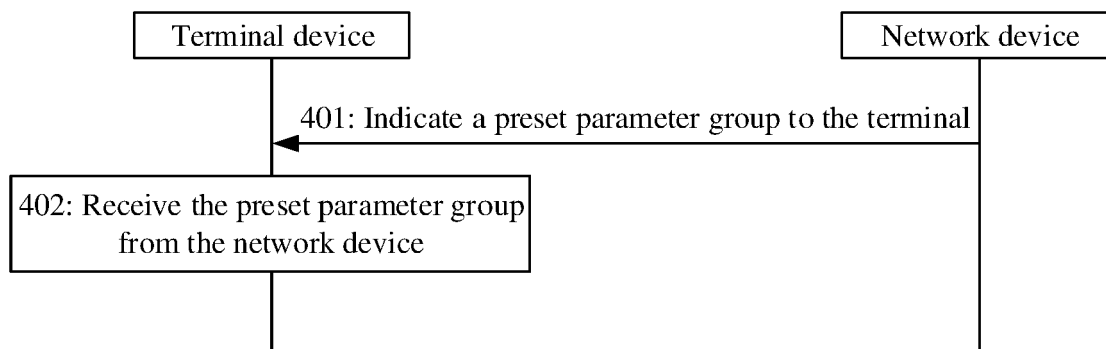 Terminal device
Network device
401: Indicate a preset parameter group to the terminal
402: Receive the preset parameter group
from the network device